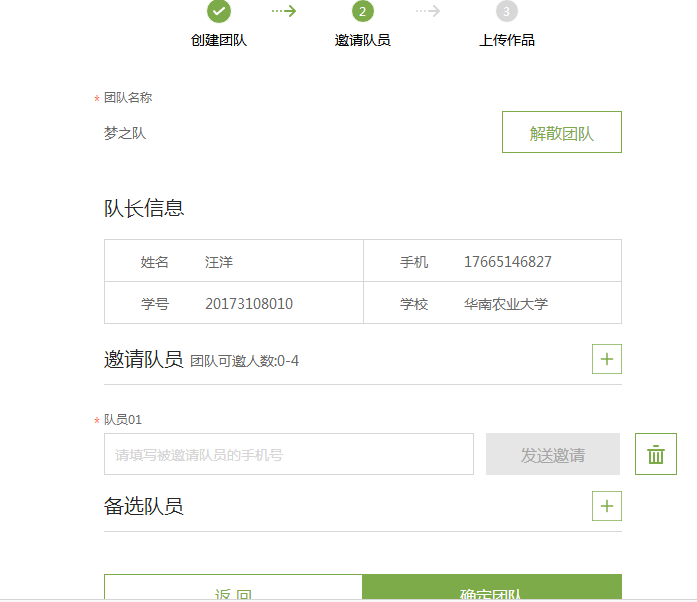 2 3
创建团队 邀请队员 上传作品
* 团队名称
梦之队 解散团队
队长信息
姓名 汪洋 手机 17665146827
学号 20173108010 学校 华南农业大学
邀请队员 团队可邀人数:0-4
* 队员01
请填写被邀请队员的手机号 发送邀请
备选队员
返 回 确定团队